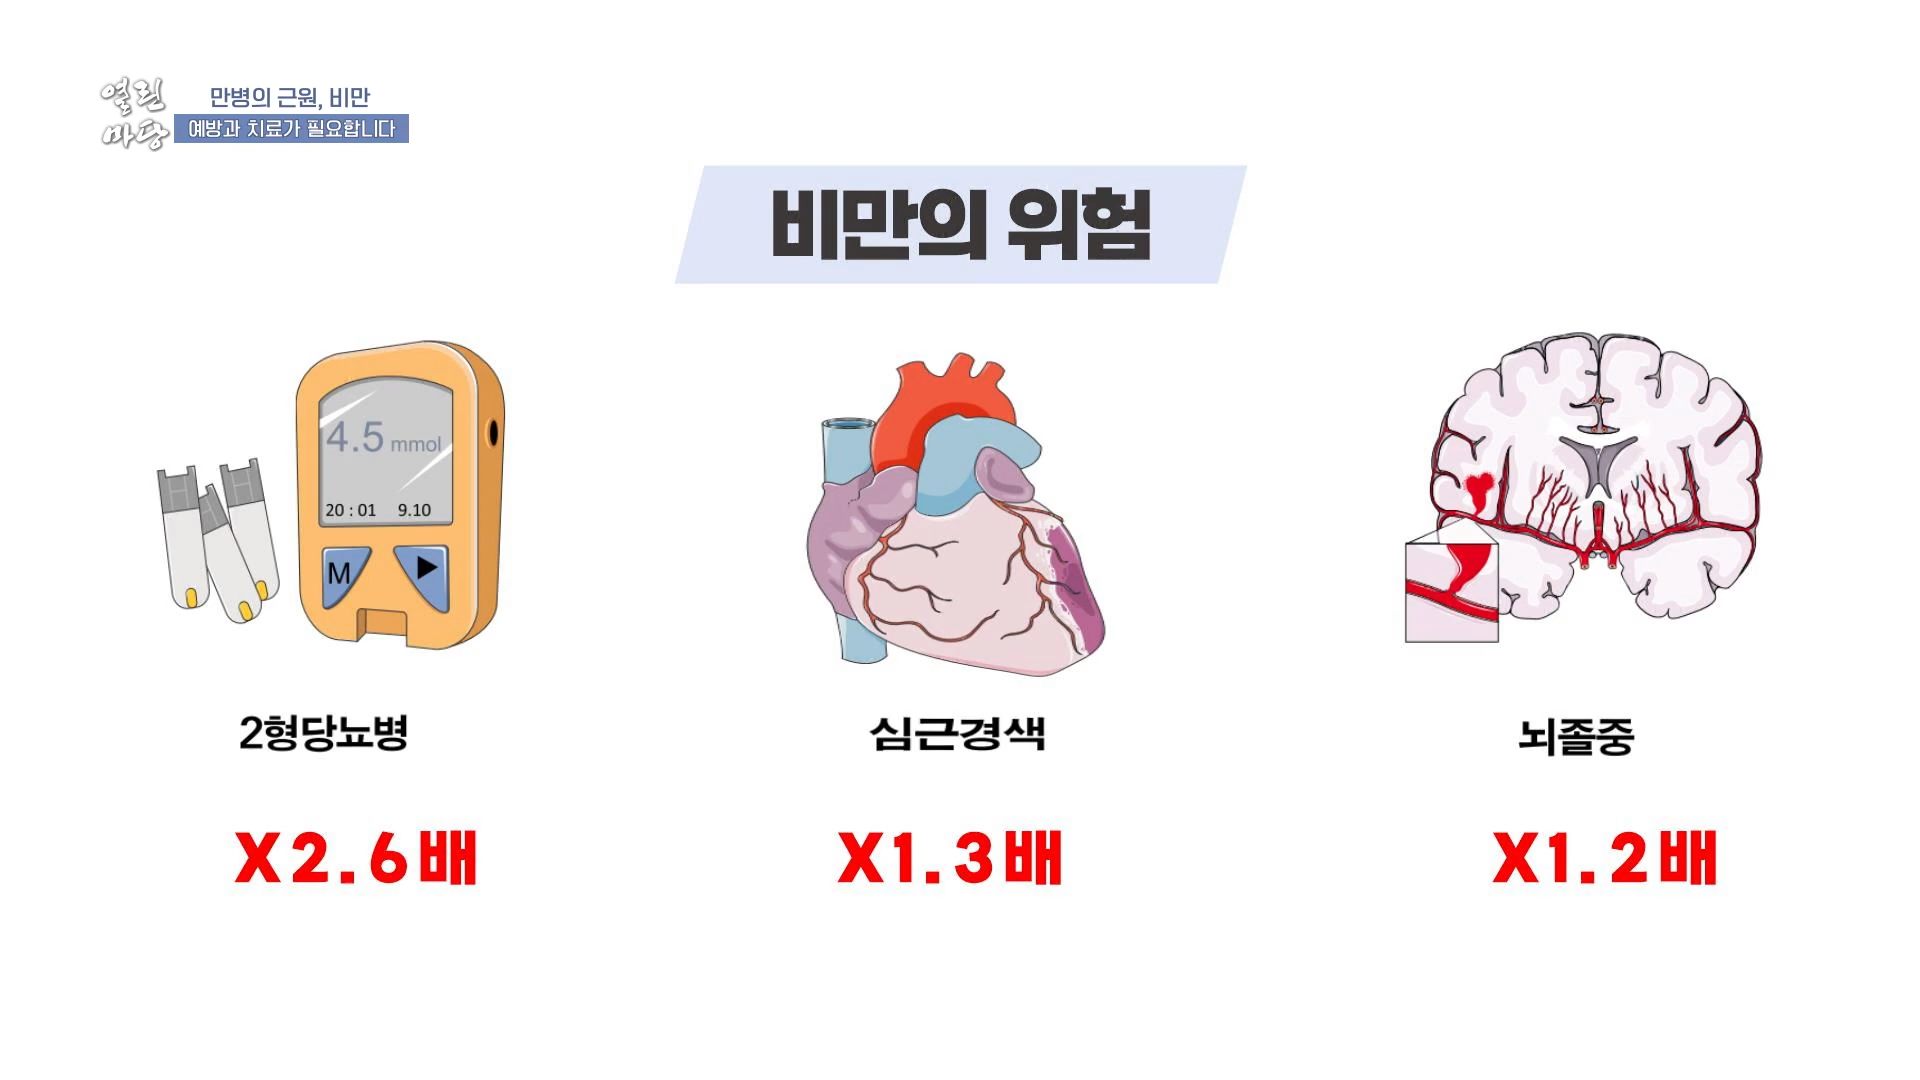 열린
마당
만병의 근원, 비만
예방과 치료가 필요합니다
비만의 위험
4.5 mmol
20 : 01 9.10
M
2형당뇨병
심근경색
뇌졸중
X2.6배
X1.3배
X1.2배